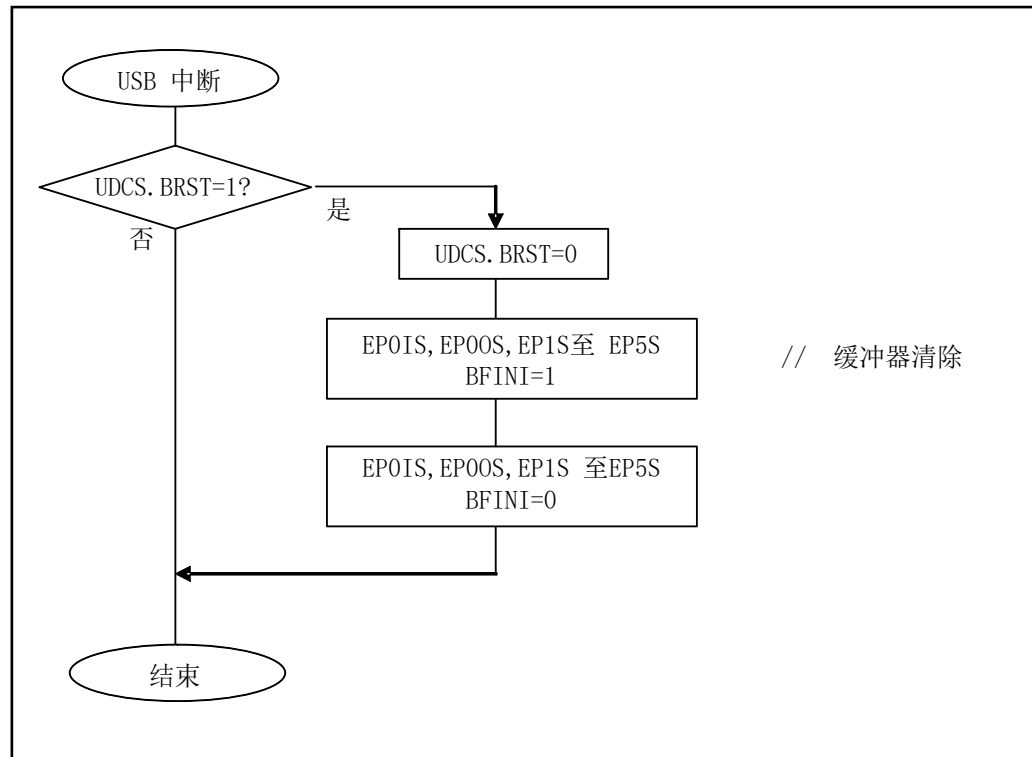 USB 中断
UDCS.BRST=1?
是
否
UDCS.BRST=0
EP0IS,EP0OS,EP1S至 EP5S
BFINI=1
// 缓冲器清除
EP0IS,EP0OS,EP1S 至EP5S
BFINI=0
结束